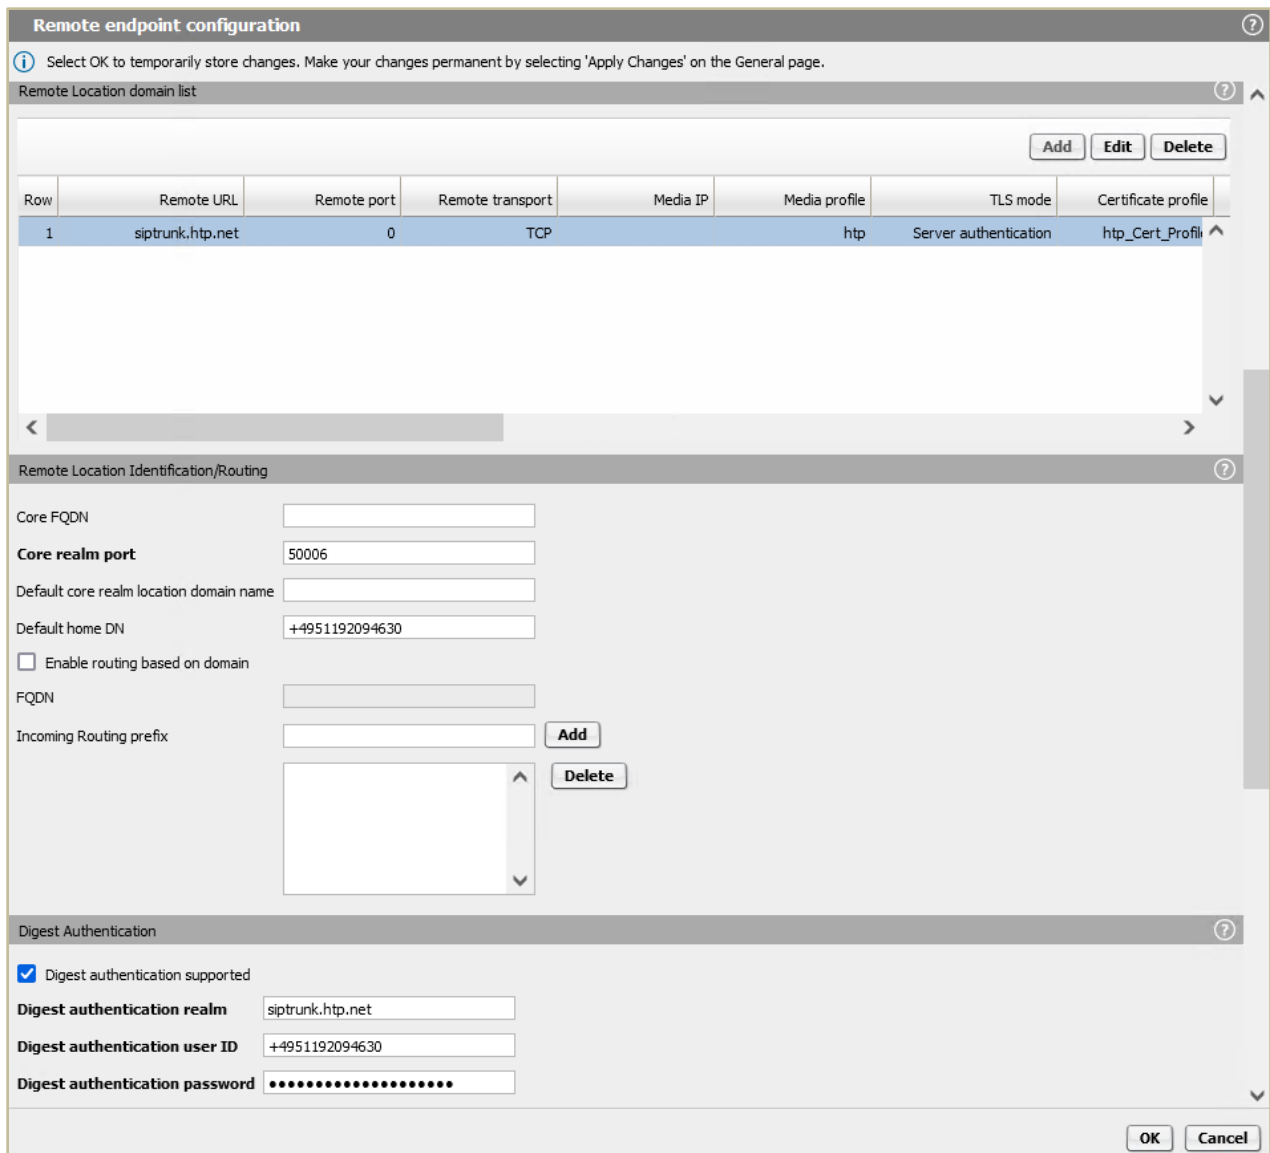 Remote endpoint configuration
Select OK to temporarily store changes. Make your changes permanent by selecting 'Apply Changes' on the General page.
Remote Location domain list
Add Edit Delete
Row Remote URL Remote port Remote transport Media IP Media profile TLS mode Certificate profile
1 siptrunk.htp.net 0 TCP htp Server authentication htp_Cert_Profil
Remote Location Identification/Routing
Core FQDN
Core realm port 50006
Default core realm location domain name
Default home DN +4951192094630
Enable routing based on domain
FQDN
Incoming Routing prefix Add
Delete
Digest Authentication
Digest authentication supported
Digest authentication realm siptrunk.htp.net
Digest authentication user ID +4951192094630
Digest authentication password ••••••••••••••••••••
OK Cancel